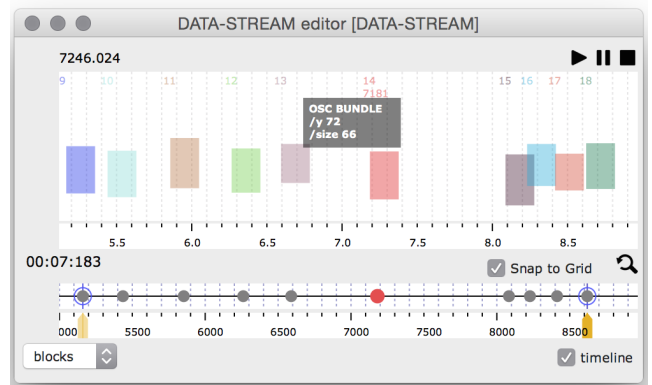 DATA-STREAM editor [DATA-STREAM]
7246.024
9 10 11 12 13 14 15 16 17 18
7181
OSC BUNDLE
/y 72
/size 66
5.5 6.0 6.5 7.0 7.5 8.0 8.5
00:07:183
Snap to Grid
000 5500 6000 6500 7000 7500 8000 8500
blocks
timeline